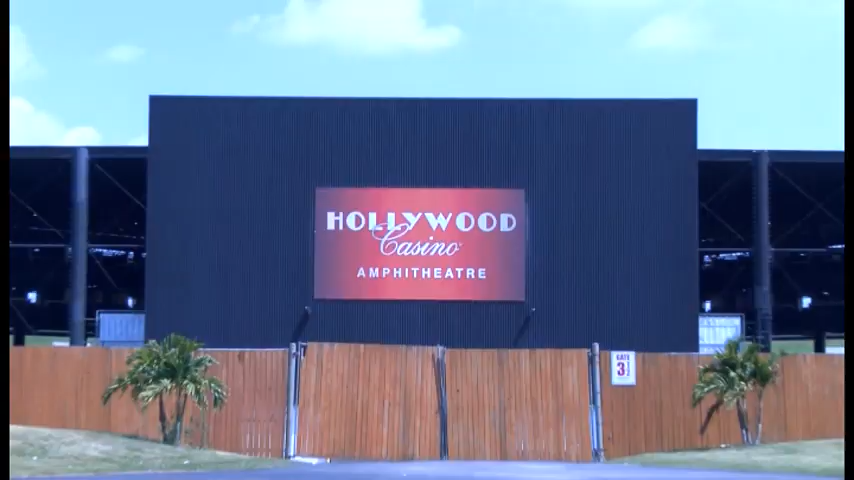 HOLLYWOOD
Casino
AMPHITHEATRE
GATE
3